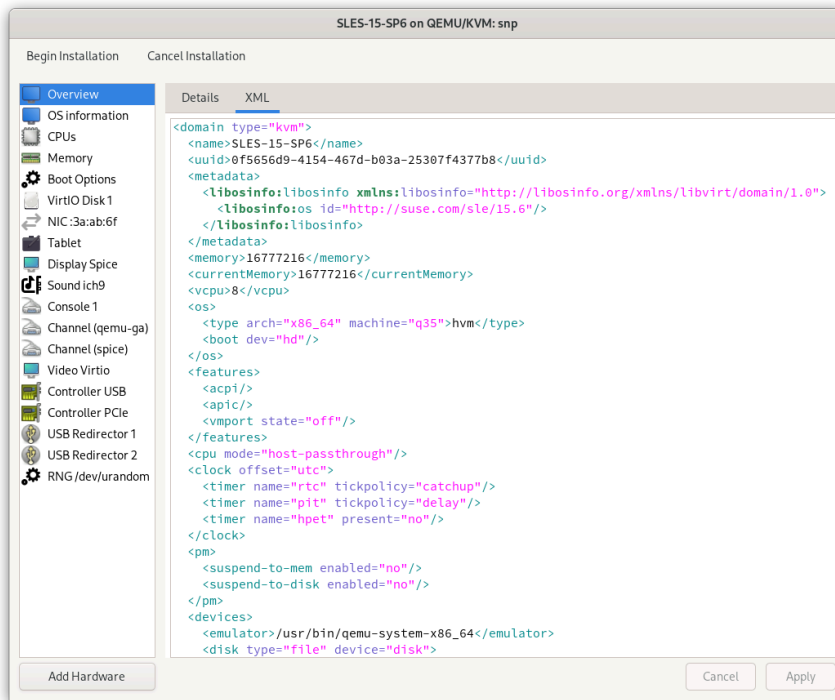 SLES-15-SP6 on QEMU/KVM: snp
Begin Installation
Cancel Installation
Overview
OS information
CPUs
Memory
Boot Options
VirtIO Disk 1
NIC :3a:ab:6f
Tablet
Display Spice
Sound ich9
Console 1
Channel (qemu-ga)
Channel (spice)
Video Virtio
Controller USB
Controller PCIe
USB Redirector 1
USB Redirector 2
RNG /dev/urandom
Add Hardware
Details
XML
<domain type="kvm">
<name>SLES-15-SP6</name>
<uuid>0f5656d9-4154-467d-b03a-25307f4377b8</uuid>
<metadata>
<libosinfo:libosinfo xmlns:libosinfo="http://libosinfo.org/xmlns/libvirt/domain/1.0">
<libosinfo:os id="http://suse.com/sle/15.6"/>
</libosinfo:libosinfo>
</metadata>
<memory>16777216</memory>
<currentMemory>16777216</currentMemory>
<vcpu>8</vcpu>
<os>
<type arch="x86_64" machine="q35">hvm</type>
<boot dev="hd"/>
</os>
<features>
<acpi/>
<apic/>
<vmport state="off"/>
</features>
<cpu mode="host-passthrough"/>
<clock offset="utc">
<timer name="rtc" tickpolicy="catchup"/>
<timer name="pit" tickpolicy="delay"/>
<timer name="hpet" present="no"/>
</clock>
<pm>
<suspend-to-mem enabled="no"/>
<suspend-to-disk enabled="no"/>
</pm>
<devices>
<emulator>/usr/bin/qemu-system-x86_64</emulator>
<disk type="file" device="disk">
Cancel
Apply